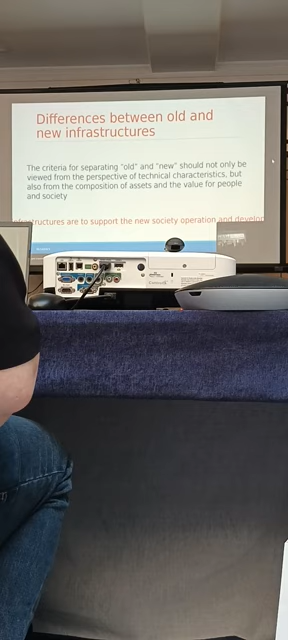 Differences between old and
new infrastructures
The criteria for separating "old" and "new" should not only be
viewed from the perspective of technical characteristics, but
also from the composition of assets and the value for people
and society
structures are to support the new society operation and develop